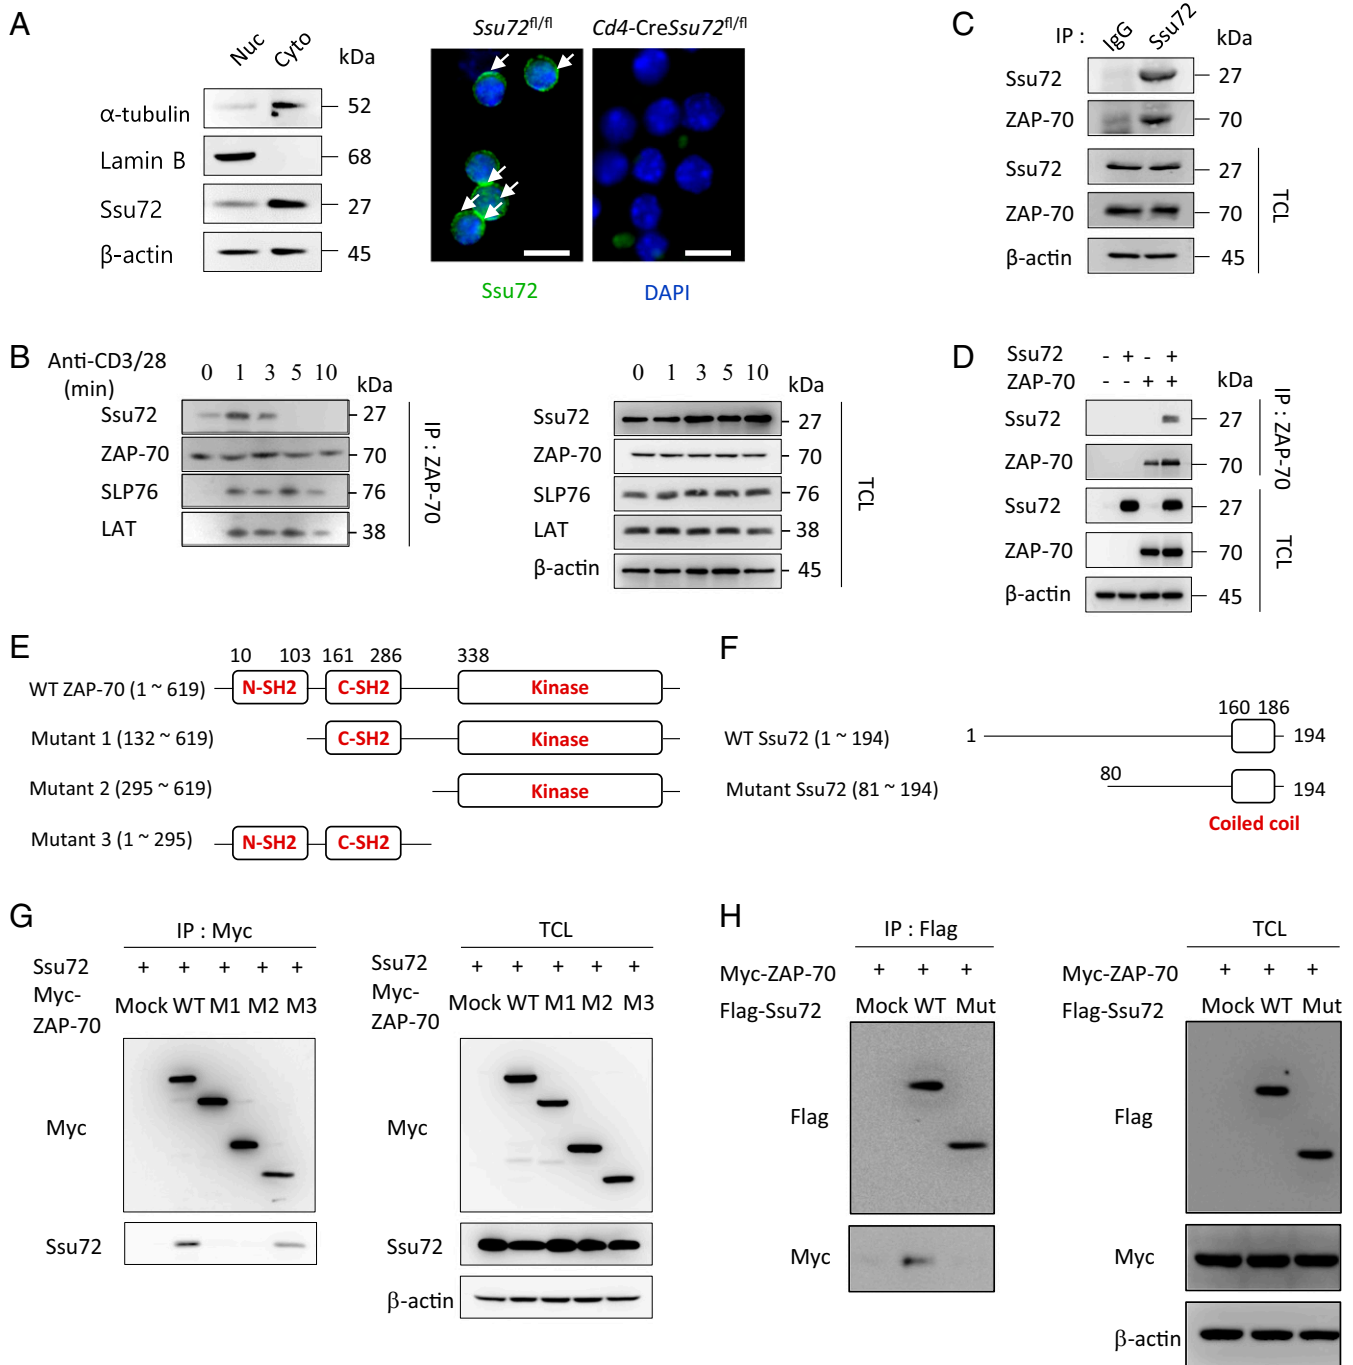 A
Nuc Cyto kDa
α-tubulin 52
Lamin B 68
Ssu72 27
β-actin 45
Ssu72fl/fl Cd4-CreSsu72fl/fl
Ssu72 DAPI
B
Anti-CD3/28
(min)
0 1 3 5 10 kDa
Ssu72 27
ZAP-70 70
SLP76 76
LAT 38
IP : ZAP-70
0 1 3 5 10 kDa
Ssu72 27
ZAP-70 70
SLP76 76
LAT 38
β-actin 45
TCL
C
IP : IgG Ssu72 kDa
Ssu72 27
ZAP-70 70
Ssu72 27
ZAP-70 70
β-actin 45
TCL
D
Ssu72 - + - +
ZAP-70 - - + + kDa
Ssu72 27
ZAP-70 70
IP : ZAP-70
Ssu72 27
ZAP-70 70
β-actin 45
TCL
E
10 103 161 286 338
WT ZAP-70 (1 ~ 619) N-SH2 C-SH2 Kinase
Mutant 1 (132 ~ 619) C-SH2 Kinase
Mutant 2 (295 ~ 619) Kinase
Mutant 3 (1 ~ 295) N-SH2 C-SH2
F
160 186
WT Ssu72 (1 ~ 194) 1 194
80
Mutant Ssu72 (81 ~ 194) 194
Coiled coil
G
IP : Myc
Ssu72 + + + + +
Myc-
ZAP-70
Mock WT M1 M2 M3
Myc
Ssu72
TCL
Ssu72 + + + + +
Myc-
ZAP-70
Mock WT M1 M2 M3
Myc
Ssu72
β-actin
H
IP : Flag
Myc-ZAP-70 + + +
Flag-Ssu72 Mock WT Mut
Flag
Myc
TCL
Myc-ZAP-70 + + +
Flag-Ssu72 Mock WT Mut
Flag
Myc
β-actin